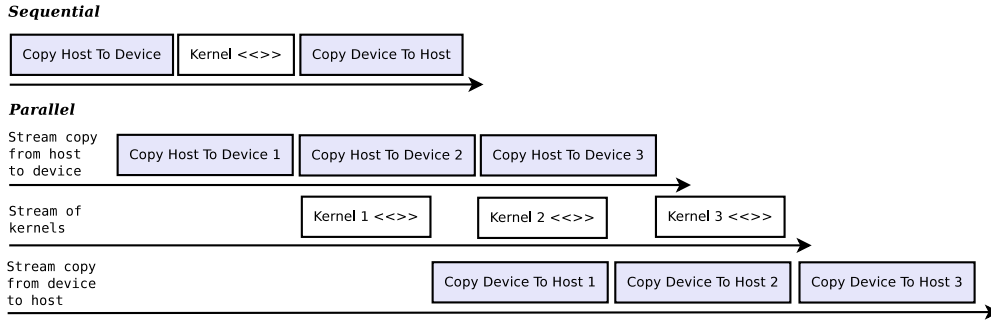 Sequential
Copy Host To Device
Kernel <<>>
Copy Device To Host
Parallel
Stream copy
from host
to device
Copy Host To Device 1
Copy Host To Device 2
Copy Host To Device 3
Stream of
kernels
Kernel 1 <<>>
Kernel 2 <<>>
Kernel 3 <<>>
Stream copy
from device
to host
Copy Device To Host 1
Copy Device To Host 2
Copy Device To Host 3